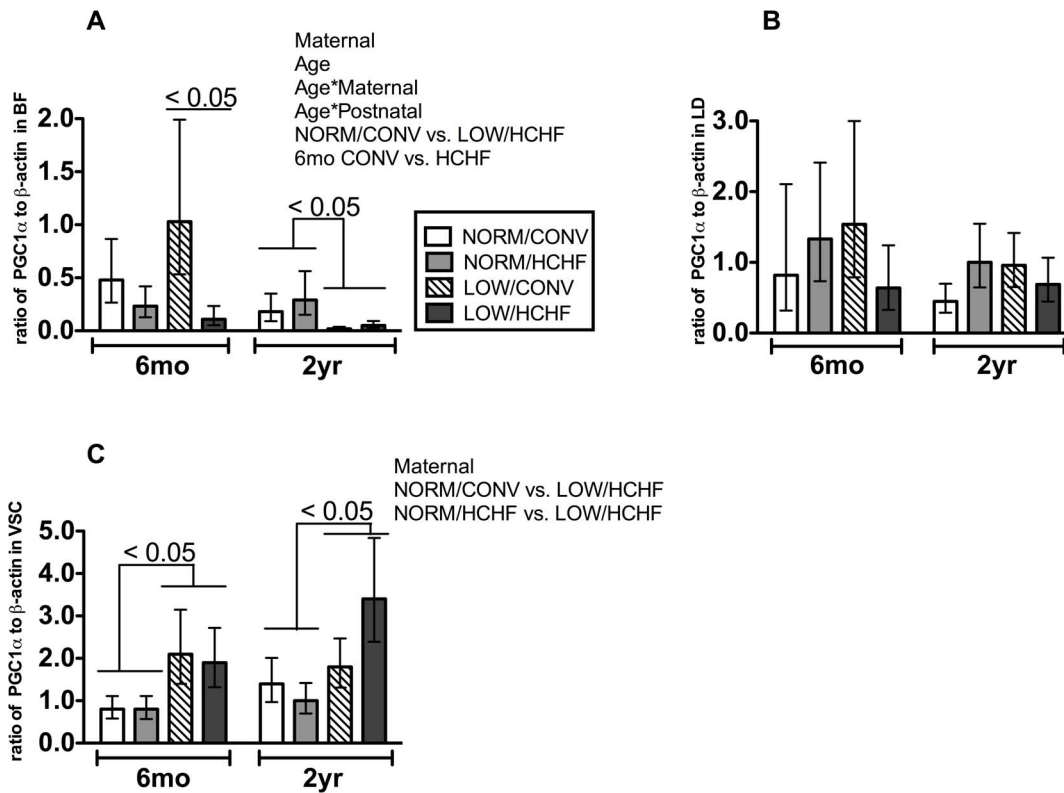 A
Maternal
Age
Age*Maternal
Age*Postnatal
NORM/CONV vs. LOW/HCHF
6mo CONV vs. HCHF
< 0.05
< 0.05
ratio of PGC1α to β-actin in BF
2.0
1.5
1.0
0.5
0.0
6mo
2yr
NORM/CONV
NORM/HCHF
LOW/CONV
LOW/HCHF
B
ratio of PGC1α to β-actin in LD
3.0
2.0
1.0
0.0
6mo
2yr
C
Maternal
NORM/CONV vs. LOW/HCHF
NORM/HCHF vs. LOW/HCHF
< 0.05
< 0.05
ratio of PGC1α to β-actin in VSC
5.0
4.0
3.0
2.0
1.0
0.0
6mo
2yr